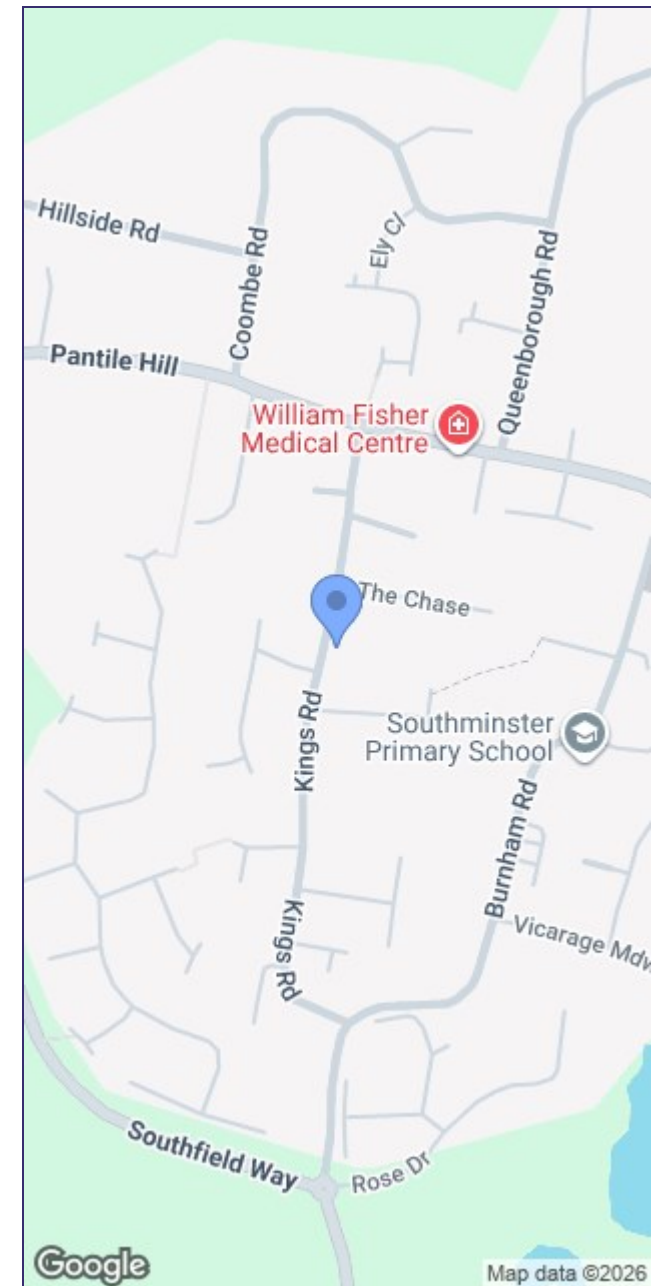 Hillside Rd
Coombe Rd
Ely Cl
Queenborough Rd
Pantile Hill
William Fisher
Medical Centre
The Chase
Kings Rd
Southminster
Primary School
Burnham Rd
Kings Rd
Vicarage Mdw
Southfield Way
Rose Dr
Google
Map data ©2026